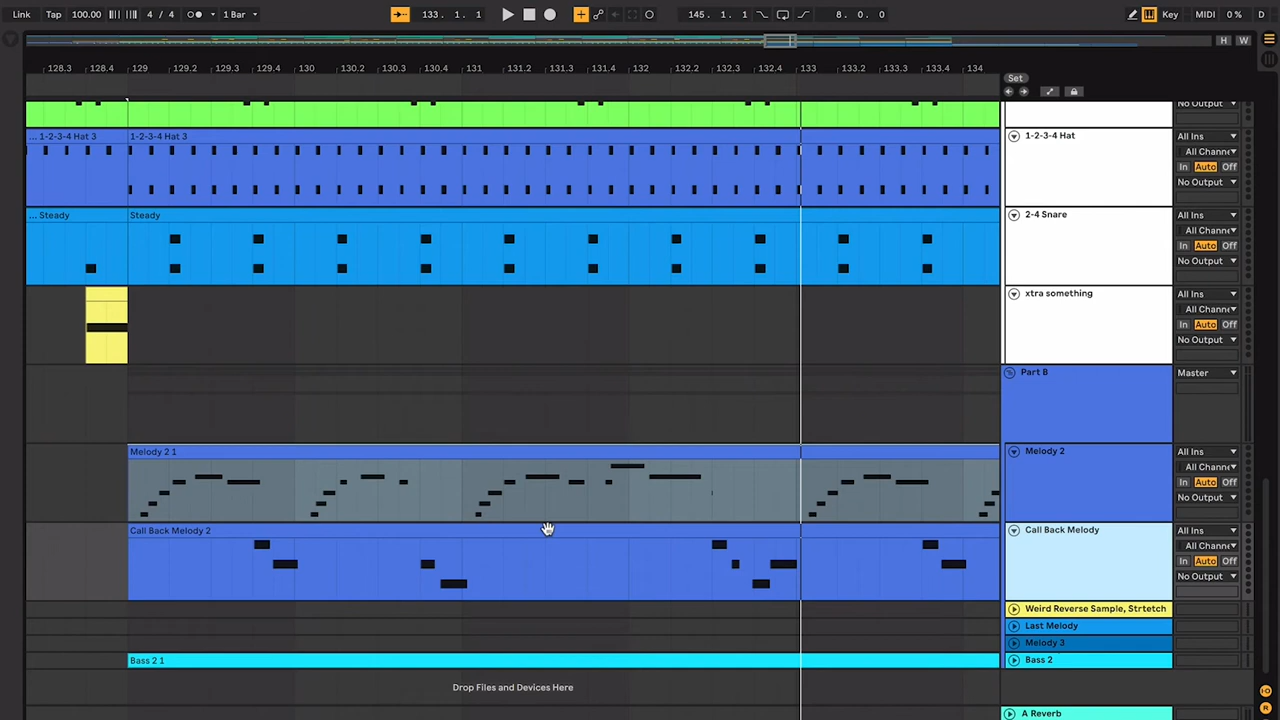 Link Tap 100.00 4 / 4 1 Bar 133. 1. 1 145. 1. 1 8. 0. 0 Key MIDI 0 % D
H W
128.3 128.4 129 129.2 129.3 129.4 130 130.2 130.3 130.4 131 131.2 131.3 131.4 132 132.2 132.3 132.4 133 133.2 133.3 133.4 134
Set
No Output
... 1-2-3-4 Hat 3 1-2-3-4 Hat 3 1-2-3-4 Hat All Ins
All Channe
In Auto Off
No Output
... Steady Steady 2-4 Snare All Ins
All Channe
In Auto Off
No Output
xtra something All Ins
All Channe
In Auto Off
No Output
Part B Master
Melody 2 1 Melody 2 All Ins
All Channe
In Auto Off
No Output
Call Back Melody 2 Call Back Melody All Ins
All Channe
In Auto Off
No Output
Weird Reverse Sample, Strtetch
Last Melody
Melody 3
Bass 2 1 Bass 2
Drop Files and Devices Here
A Reverb